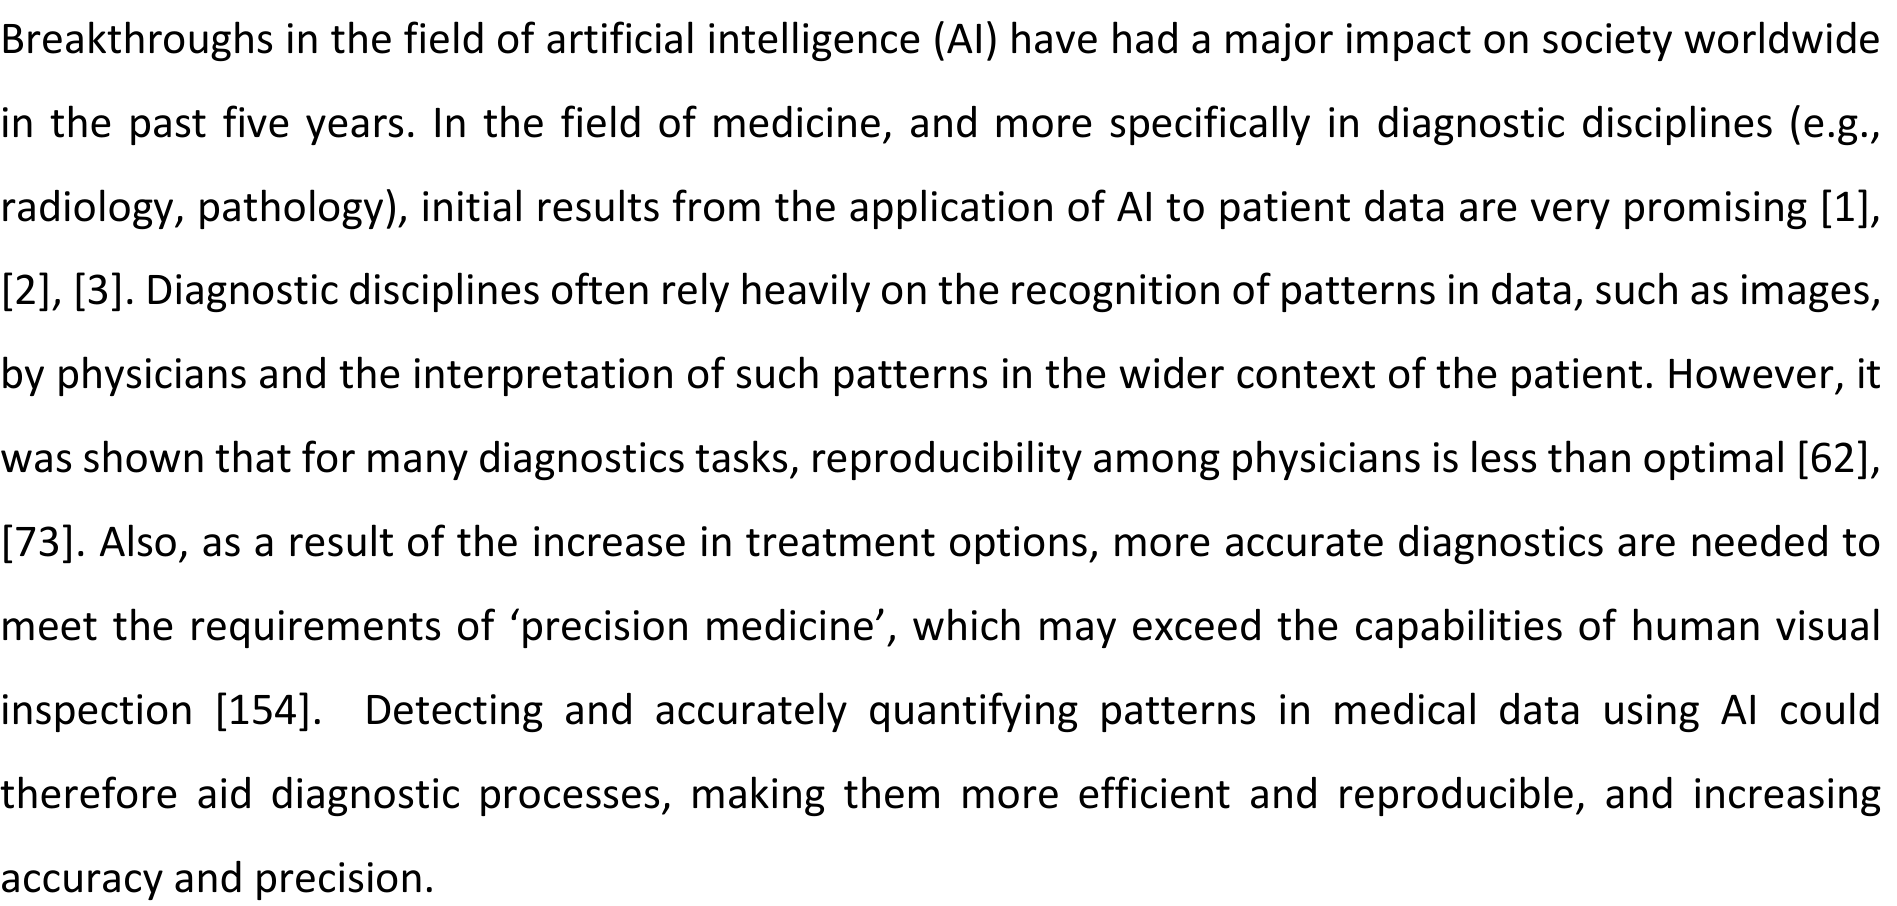 Breakthroughs in the field of artificial intelligence (AI) have had a major impact on society worldwide
in the past five years. In the field of medicine, and more specifically in diagnostic disciplines (e.g.,
radiology, pathology), initial results from the application of AI to patient data are very promising [1],
[2], [3]. Diagnostic disciplines often rely heavily on the recognition of patterns in data, such as images,
by physicians and the interpretation of such patterns in the wider context of the patient. However, it
was shown that for many diagnostics tasks, reproducibility among physicians is less than optimal [62],
[73]. Also, as a result of the increase in treatment options, more accurate diagnostics are needed to
meet the requirements of ‘precision medicine’, which may exceed the capabilities of human visual
inspection [154].  Detecting and accurately quantifying patterns in medical data using AI could
therefore aid diagnostic processes, making them more efficient and reproducible, and increasing
accuracy and precision.